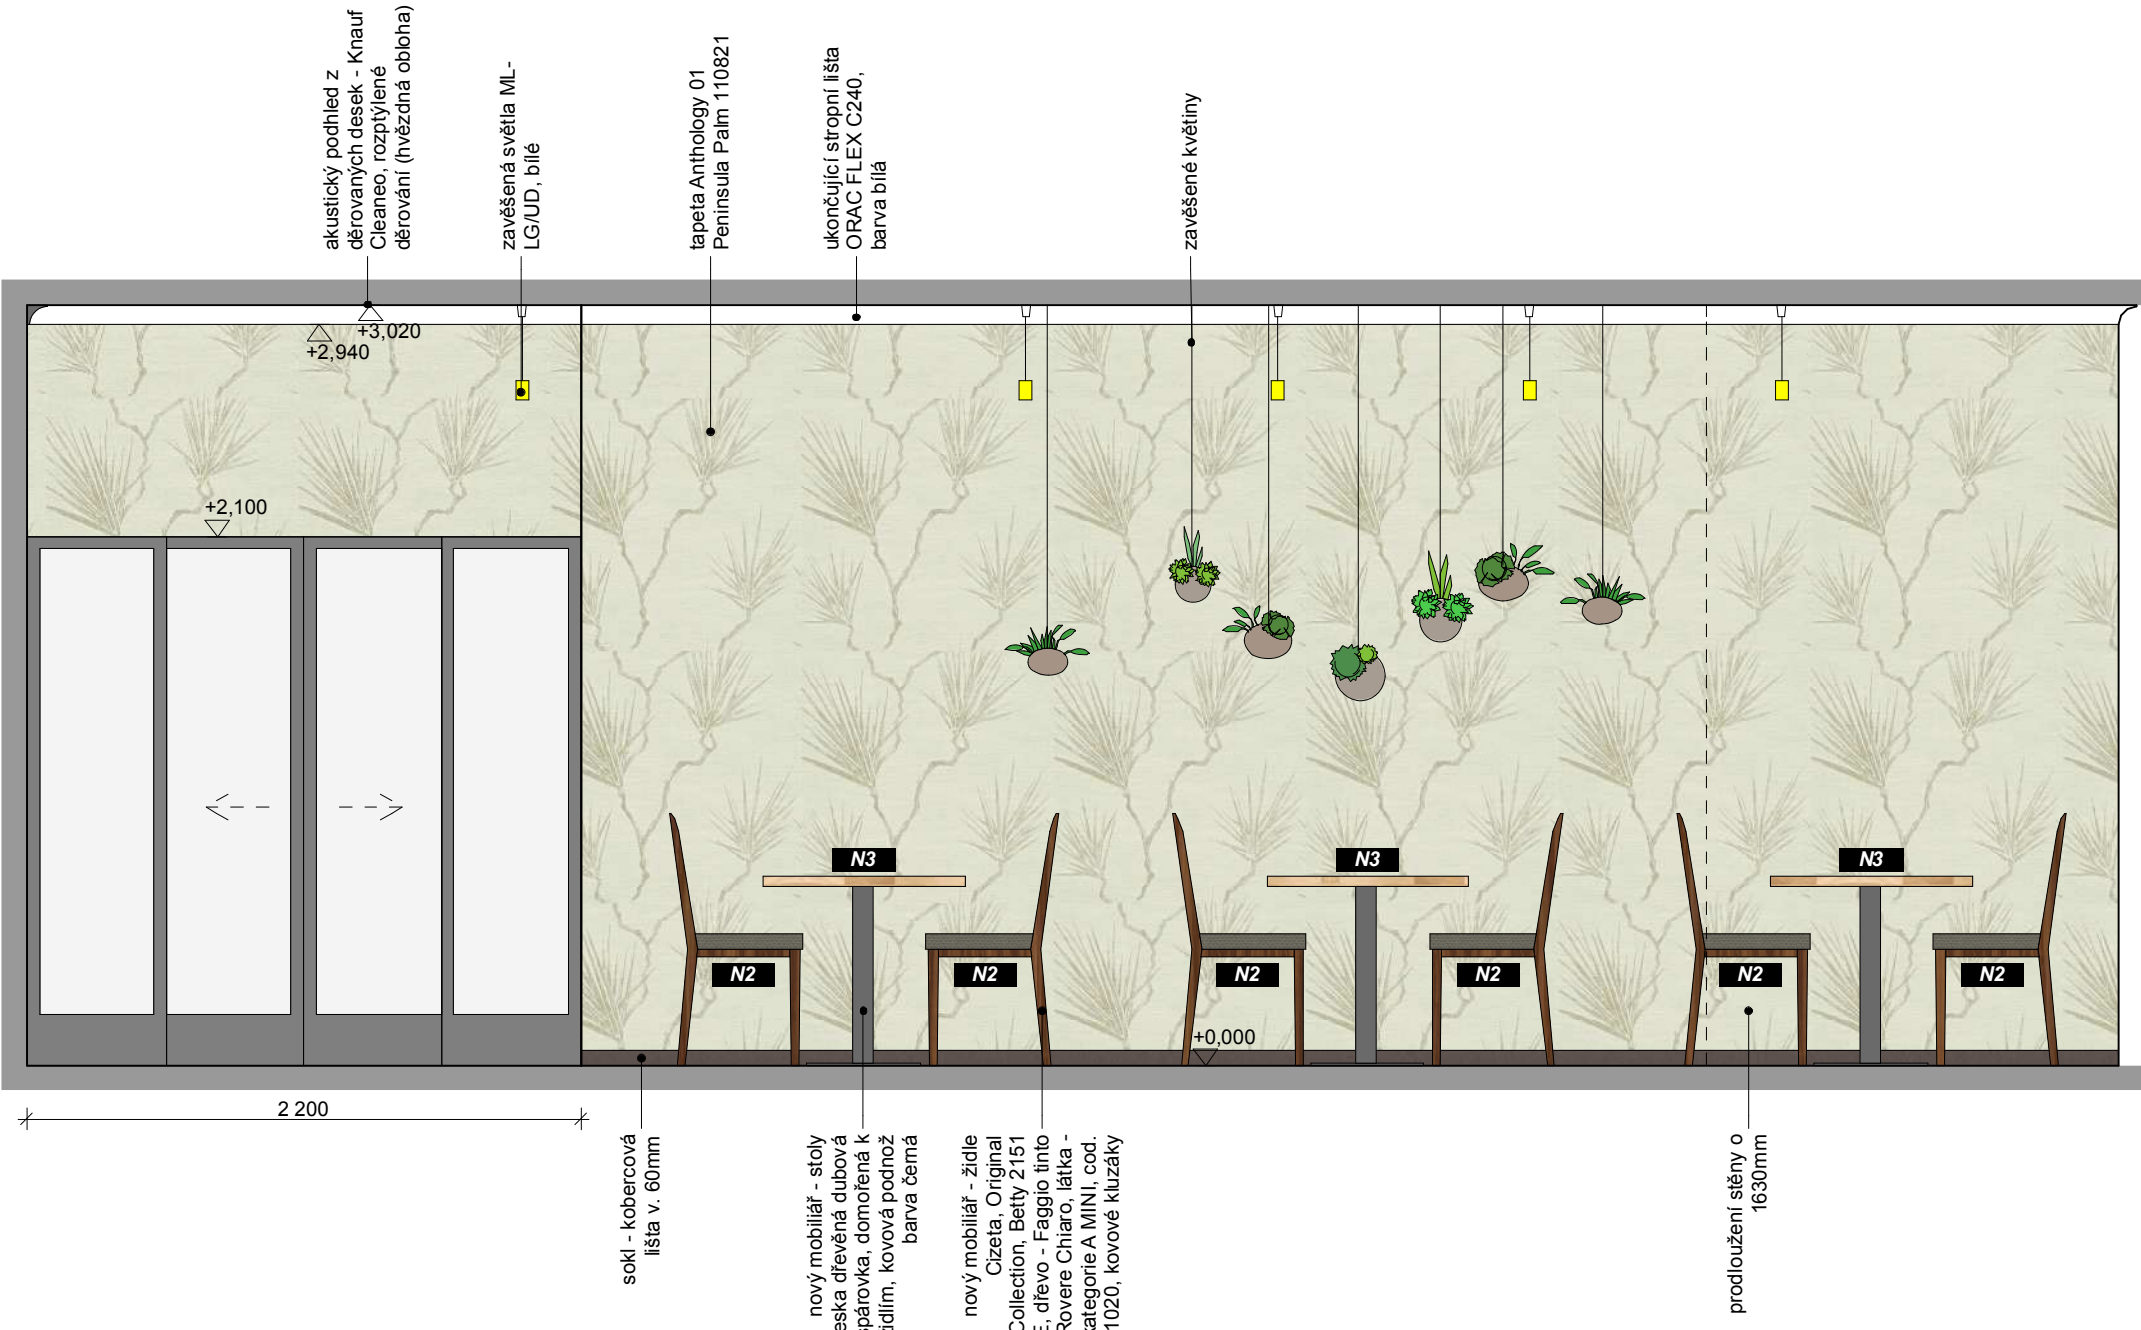 akustický podhled z
děrovaných desek - Knauf
Cleaneo, rozptýlené
děrování (hvězdná obloha)
zavěšená světla ML-
LG/UD, bílé
tapeta Anthology 01
Peninsula Palm 110821
ukončující stropní lišta
ORAC FLEX C240,
barva bílá
zavěšené květiny
+3,020
+2,940
+2,100
N3
N3
N3
N2
N2
N2
N2
N2
N2
+0,000
2 200
sokl - kobercová
lišta v. 60mm
nový mobiliář - stoly
eska dřevěná dubová
spárovka, domořená k
židlím, kovová podnož
barva černá
nový mobiliář - židle
Cizeta, Original
Collection, Betty 2151
E, dřevo - Faggio tinto
Rovere Chiaro, látka -
kategorie A MINI, cod.
1020, kovové kluzáky
prodloužení stěny o
1630mm